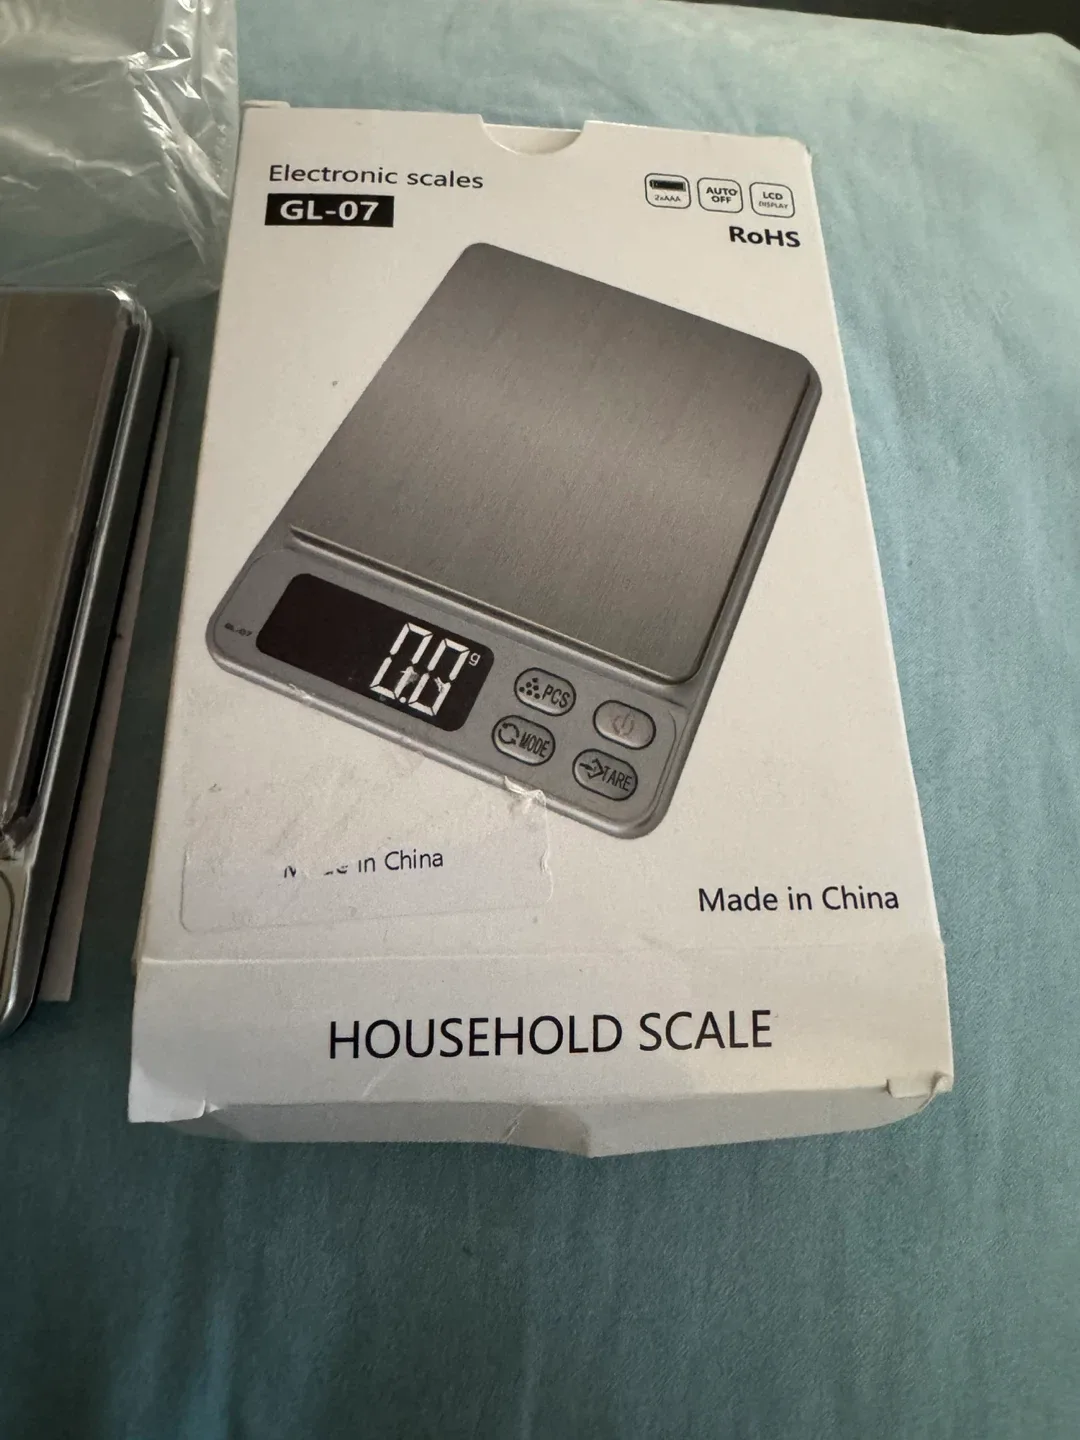 Electronic scales
GL-07
2xAAA
AUTO
OFF
LCD
DISPLAY
RoHS
GL-07
0.0 g
PCS
MODE
TARE
in China
Made in China
HOUSEHOLD SCALE